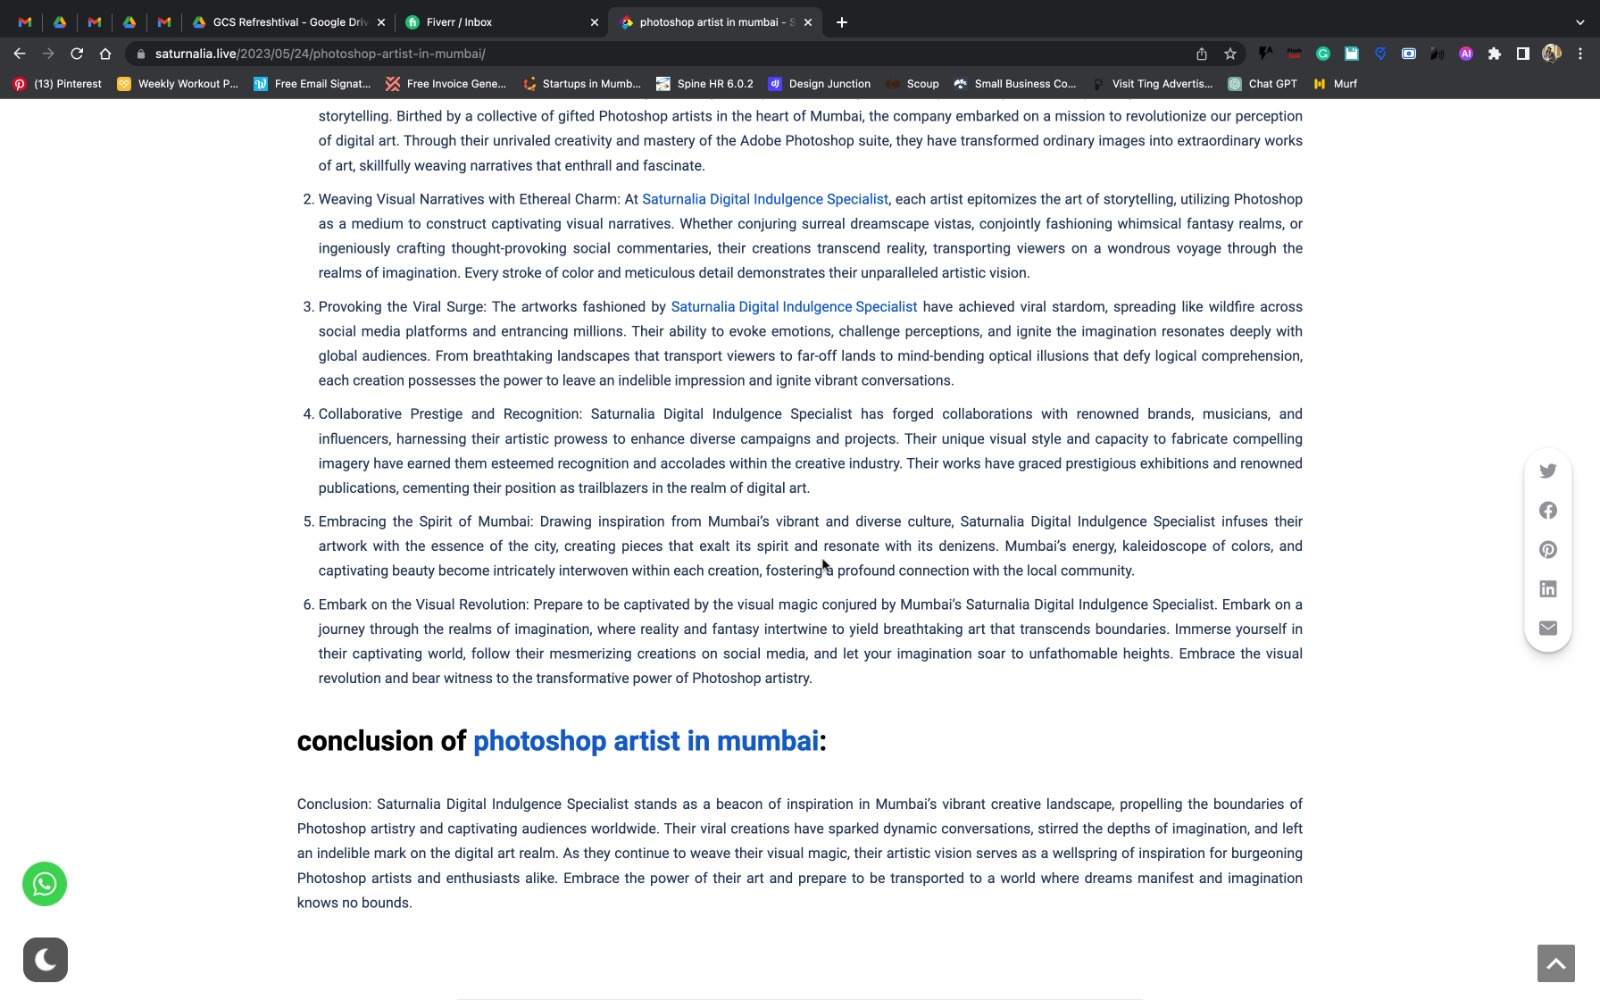 GCS Refreshtival - Google Driv
Fiverr / Inbox
photoshop artist in mumbai - S
saturnalia.live/2023/05/24/photoshop-artist-in-mumbai/
(13) Pinterest
Weekly Workout P...
Free Email Signat...
Free Invoice Gene...
Startups in Mumb...
Spine HR 6.0.2
Design Junction
Scoup
Small Business Co...
Visit Ting Advertis...
Chat GPT
Murf
storytelling. Birthed by a collective of gifted Photoshop artists in the heart of Mumbai, the company embarked on a mission to revolutionize our perception
of digital art. Through their unrivaled creativity and mastery of the Adobe Photoshop suite, they have transformed ordinary images into extraordinary works
of art, skillfully weaving narratives that enthrall and fascinate.
2. Weaving Visual Narratives with Ethereal Charm: At Saturnalia Digital Indulgence Specialist, each artist epitomizes the art of storytelling, utilizing Photoshop
as a medium to construct captivating visual narratives. Whether conjuring surreal dreamscape vistas, conjointly fashioning whimsical fantasy realms, or
ingeniously crafting thought-provoking social commentaries, their creations transcend reality, transporting viewers on a wondrous voyage through the
realms of imagination. Every stroke of color and meticulous detail demonstrates their unparalleled artistic vision.
3. Provoking the Viral Surge: The artworks fashioned by Saturnalia Digital Indulgence Specialist have achieved viral stardom, spreading like wildfire across
social media platforms and entrancing millions. Their ability to evoke emotions, challenge perceptions, and ignite the imagination resonates deeply with
global audiences. From breathtaking landscapes that transport viewers to far-off lands to mind-bending optical illusions that defy logical comprehension,
each creation possesses the power to leave an indelible impression and ignite vibrant conversations.
4. Collaborative Prestige and Recognition: Saturnalia Digital Indulgence Specialist has forged collaborations with renowned brands, musicians, and
influencers, harnessing their artistic prowess to enhance diverse campaigns and projects. Their unique visual style and capacity to fabricate compelling
imagery have earned them esteemed recognition and accolades within the creative industry. Their works have graced prestigious exhibitions and renowned
publications, cementing their position as trailblazers in the realm of digital art.
5. Embracing the Spirit of Mumbai: Drawing inspiration from Mumbai's vibrant and diverse culture, Saturnalia Digital Indulgence Specialist infuses their
artwork with the essence of the city, creating pieces that exalt its spirit and resonate with its denizens. Mumbai's energy, kaleidoscope of colors, and
captivating beauty become intricately interwoven within each creation, fostering a profound connection with the local community.
6. Embark on the Visual Revolution: Prepare to be captivated by the visual magic conjured by Mumbai's Saturnalia Digital Indulgence Specialist. Embark on a
journey through the realms of imagination, where reality and fantasy intertwine to yield breathtaking art that transcends boundaries. Immerse yourself in
their captivating world, follow their mesmerizing creations on social media, and let your imagination soar to unfathomable heights. Embrace the visual
revolution and bear witness to the transformative power of Photoshop artistry.
conclusion of photoshop artist in mumbai:
Conclusion: Saturnalia Digital Indulgence Specialist stands as a beacon of inspiration in Mumbai's vibrant creative landscape, propelling the boundaries of
Photoshop artistry and captivating audiences worldwide. Their viral creations have sparked dynamic conversations, stirred the depths of imagination, and left
an indelible mark on the digital art realm. As they continue to weave their visual magic, their artistic vision serves as a wellspring of inspiration for burgeoning
Photoshop artists and enthusiasts alike. Embrace the power of their art and prepare to be transported to a world where dreams manifest and imagination
knows no bounds.